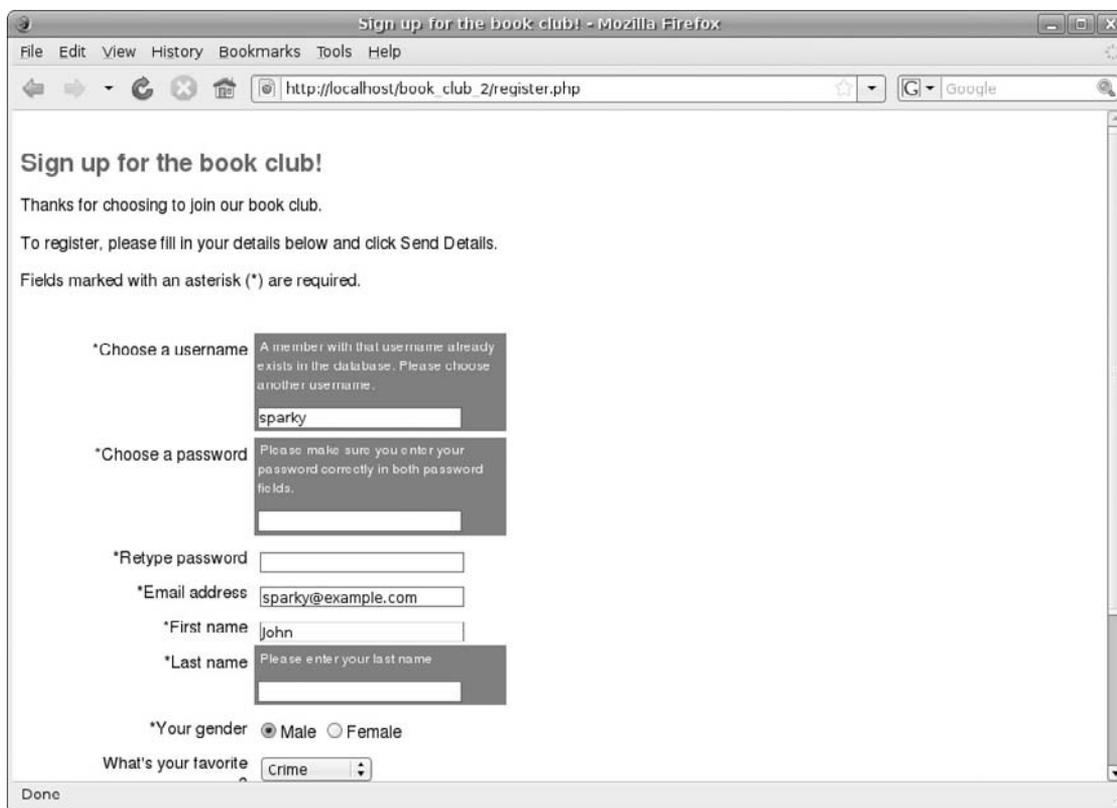 Sign up for the book club! - Mozilla Firefox
File Edit View History Bookmarks Tools Help
http://localhost/book_club_2/register.php
G Google
Sign up for the book club!
Thanks for choosing to join our book club.
To register, please fill in your details below and click Send Details.
Fields marked with an asterisk (*) are required.
*Choose a username
A member with that username already
exists in the database. Please choose
another username.
sparky
*Choose a password
Please make sure you enter your
password correctly in both password
fields.
*Retype password
*Email address sparky@example.com
*First name John
*Last name
Please enter your last name
*Your gender Male Female
What's your favorite Crime
Done